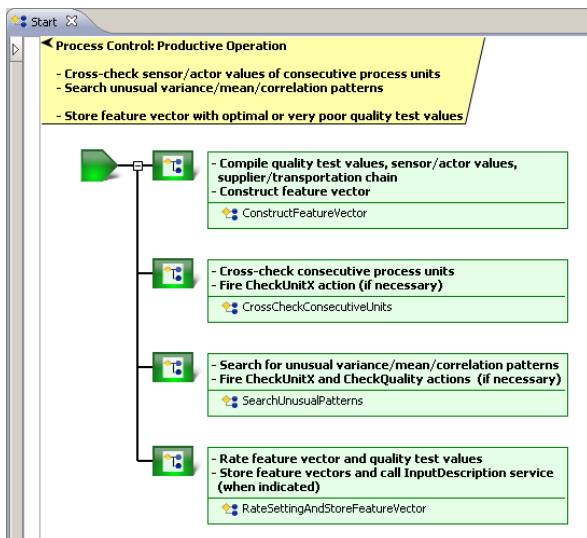 Start
Process Control: Productive Operation
- Cross-check sensor/actor values of consecutive process units
- Search unusual variance/mean/correlation patterns
- Store feature vector with optimal or very poor quality test values
- Compile quality test values, sensor/actor values,
supplier/transportation chain
- Construct feature vector
ConstructFeatureVector
- Cross-check consecutive process units
- Fire CheckUnitX action (if necessary)
CrossCheckConsecutiveUnits
- Search for unusual variance/mean/correlation patterns
- Fire CheckUnitX and CheckQuality actions (if necessary)
SearchUnusualPatterns
- Rate feature vector and quality test values
- Store feature vectors and call InputDescription service
(when indicated)
RateSettingAndStoreFeatureVector